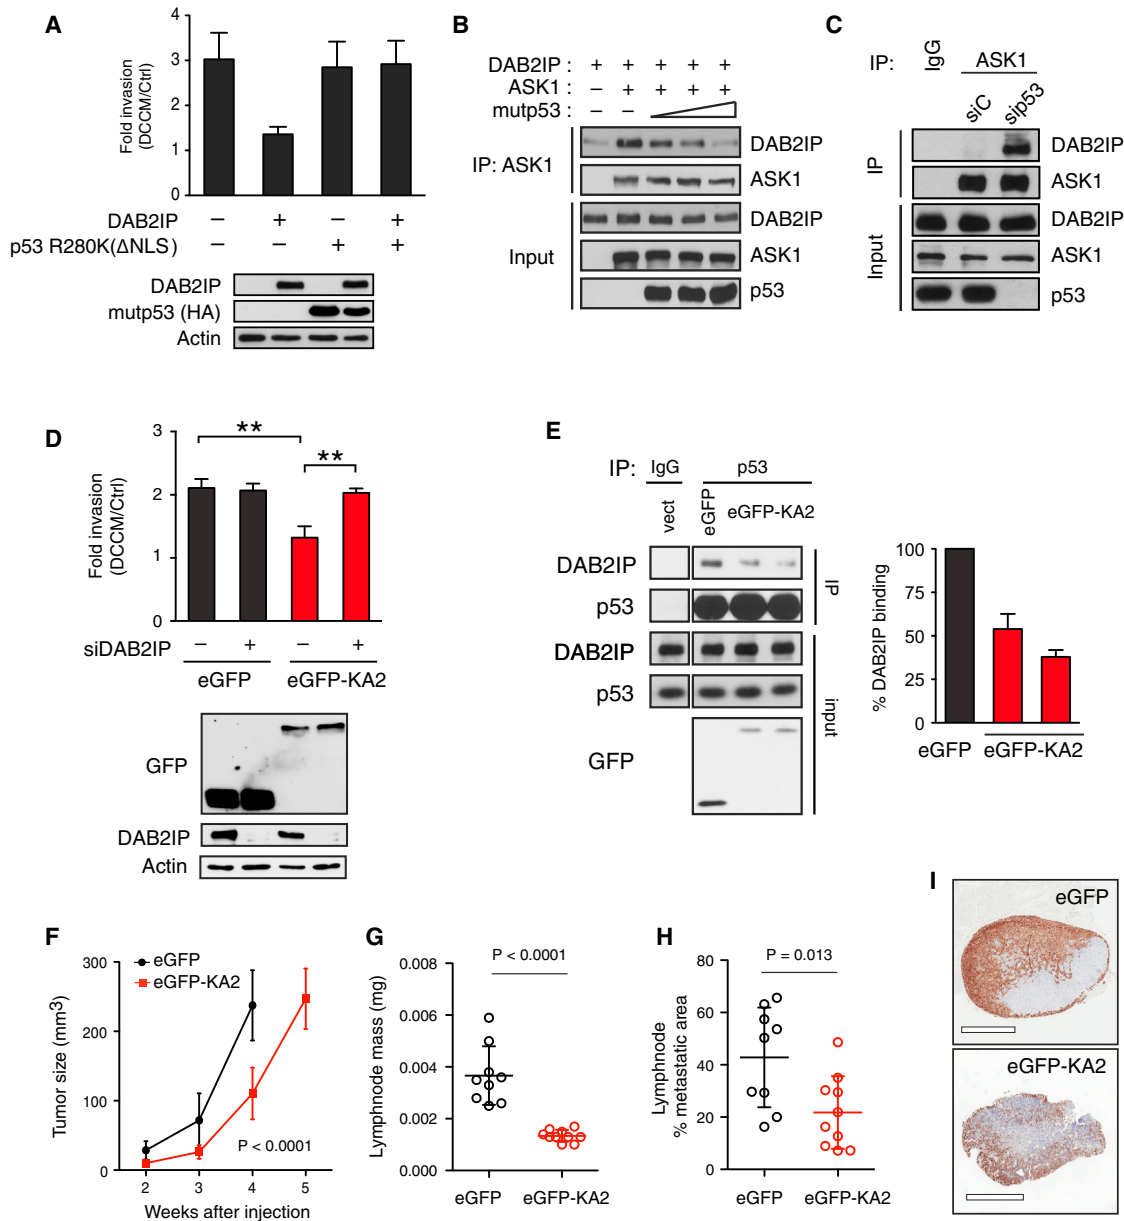 A
Fold invasion
(DCCM/Ctrl)
4
3
2
1
0
DAB2IP − + − +
p53 R280K(ΔNLS) − − + +
DAB2IP
mutp53 (HA)
Actin
B
DAB2IP : + + + + +
ASK1 : − + + + +
mutp53 : − −
IP: ASK1
DAB2IP
ASK1
Input
DAB2IP
ASK1
p53
C
IP: IgG ASK1
siC sip53
IP
DAB2IP
ASK1
Input
DAB2IP
ASK1
p53
D
Fold invasion
(DCCM/Ctrl)
3
2
1
0
** **
siDAB2IP − + − +
eGFP eGFP-KA2
GFP
DAB2IP
Actin
E
IP: IgG p53
vect eGFP eGFP-KA2
DAB2IP
p53
IP
DAB2IP
p53
GFP
input
% DAB2IP binding
100
75
50
25
0
eGFP eGFP-KA2
F
eGFP
eGFP-KA2
Tumor size (mm3)
300
200
100
0
P < 0.0001
2 3 4 5
Weeks after injection
G
P < 0.0001
Lymphnode mass (mg)
0.008
0.006
0.004
0.002
0.000
eGFP eGFP-KA2
H
P = 0.013
Lymphnode
% metastatic area
80
60
40
20
0
eGFP eGFP-KA2
I
eGFP
eGFP-KA2